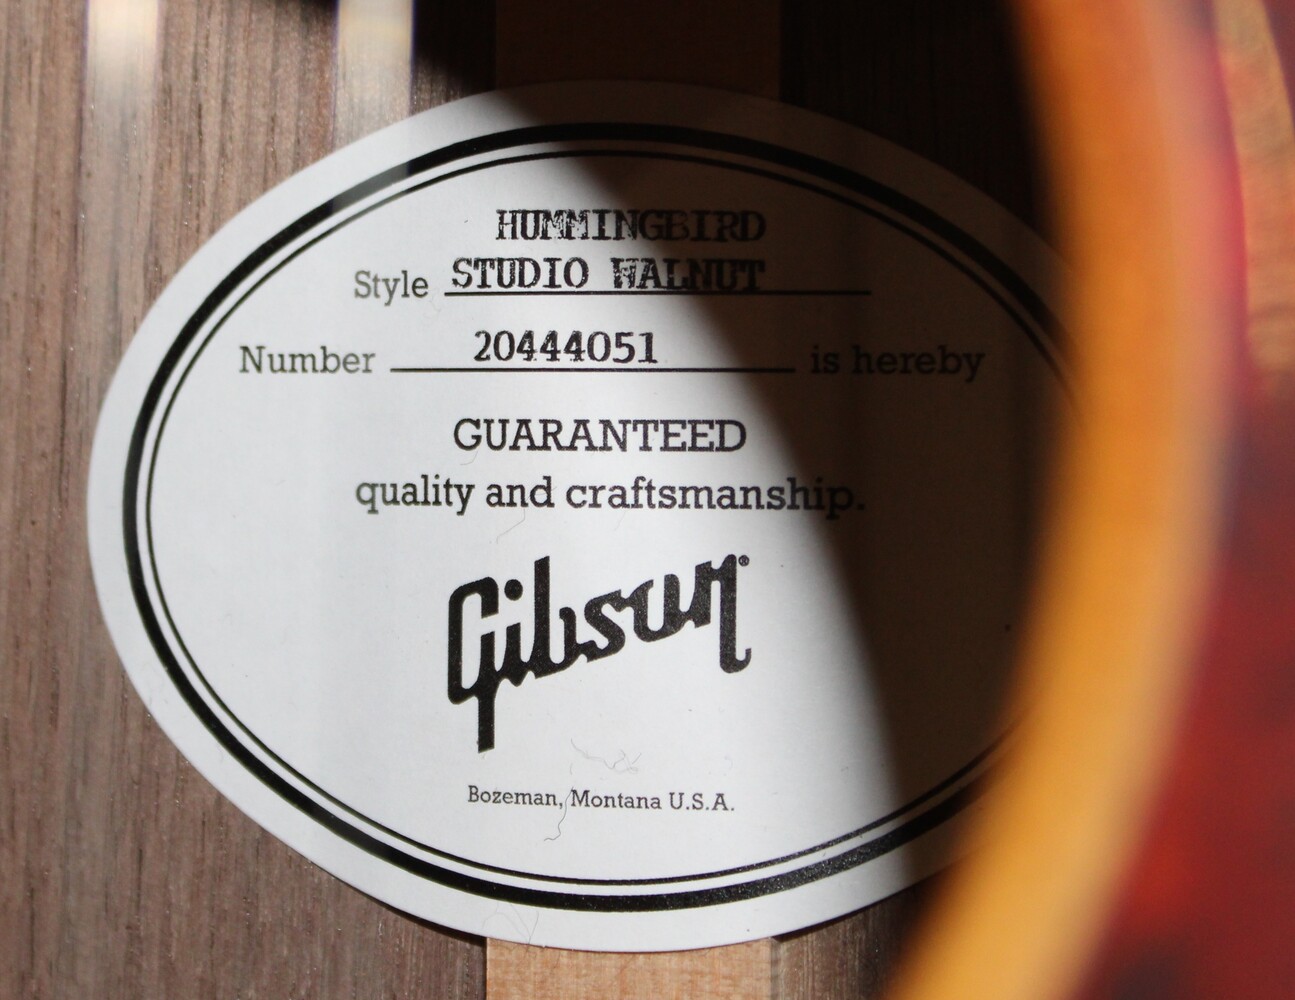 HUMMINGBIRD
Style STUDIO WALNUT
Number 20444051 is hereby
GUARANTEED
quality and craftsmanship.
Gibson®
Bozeman, Montana U.S.A.